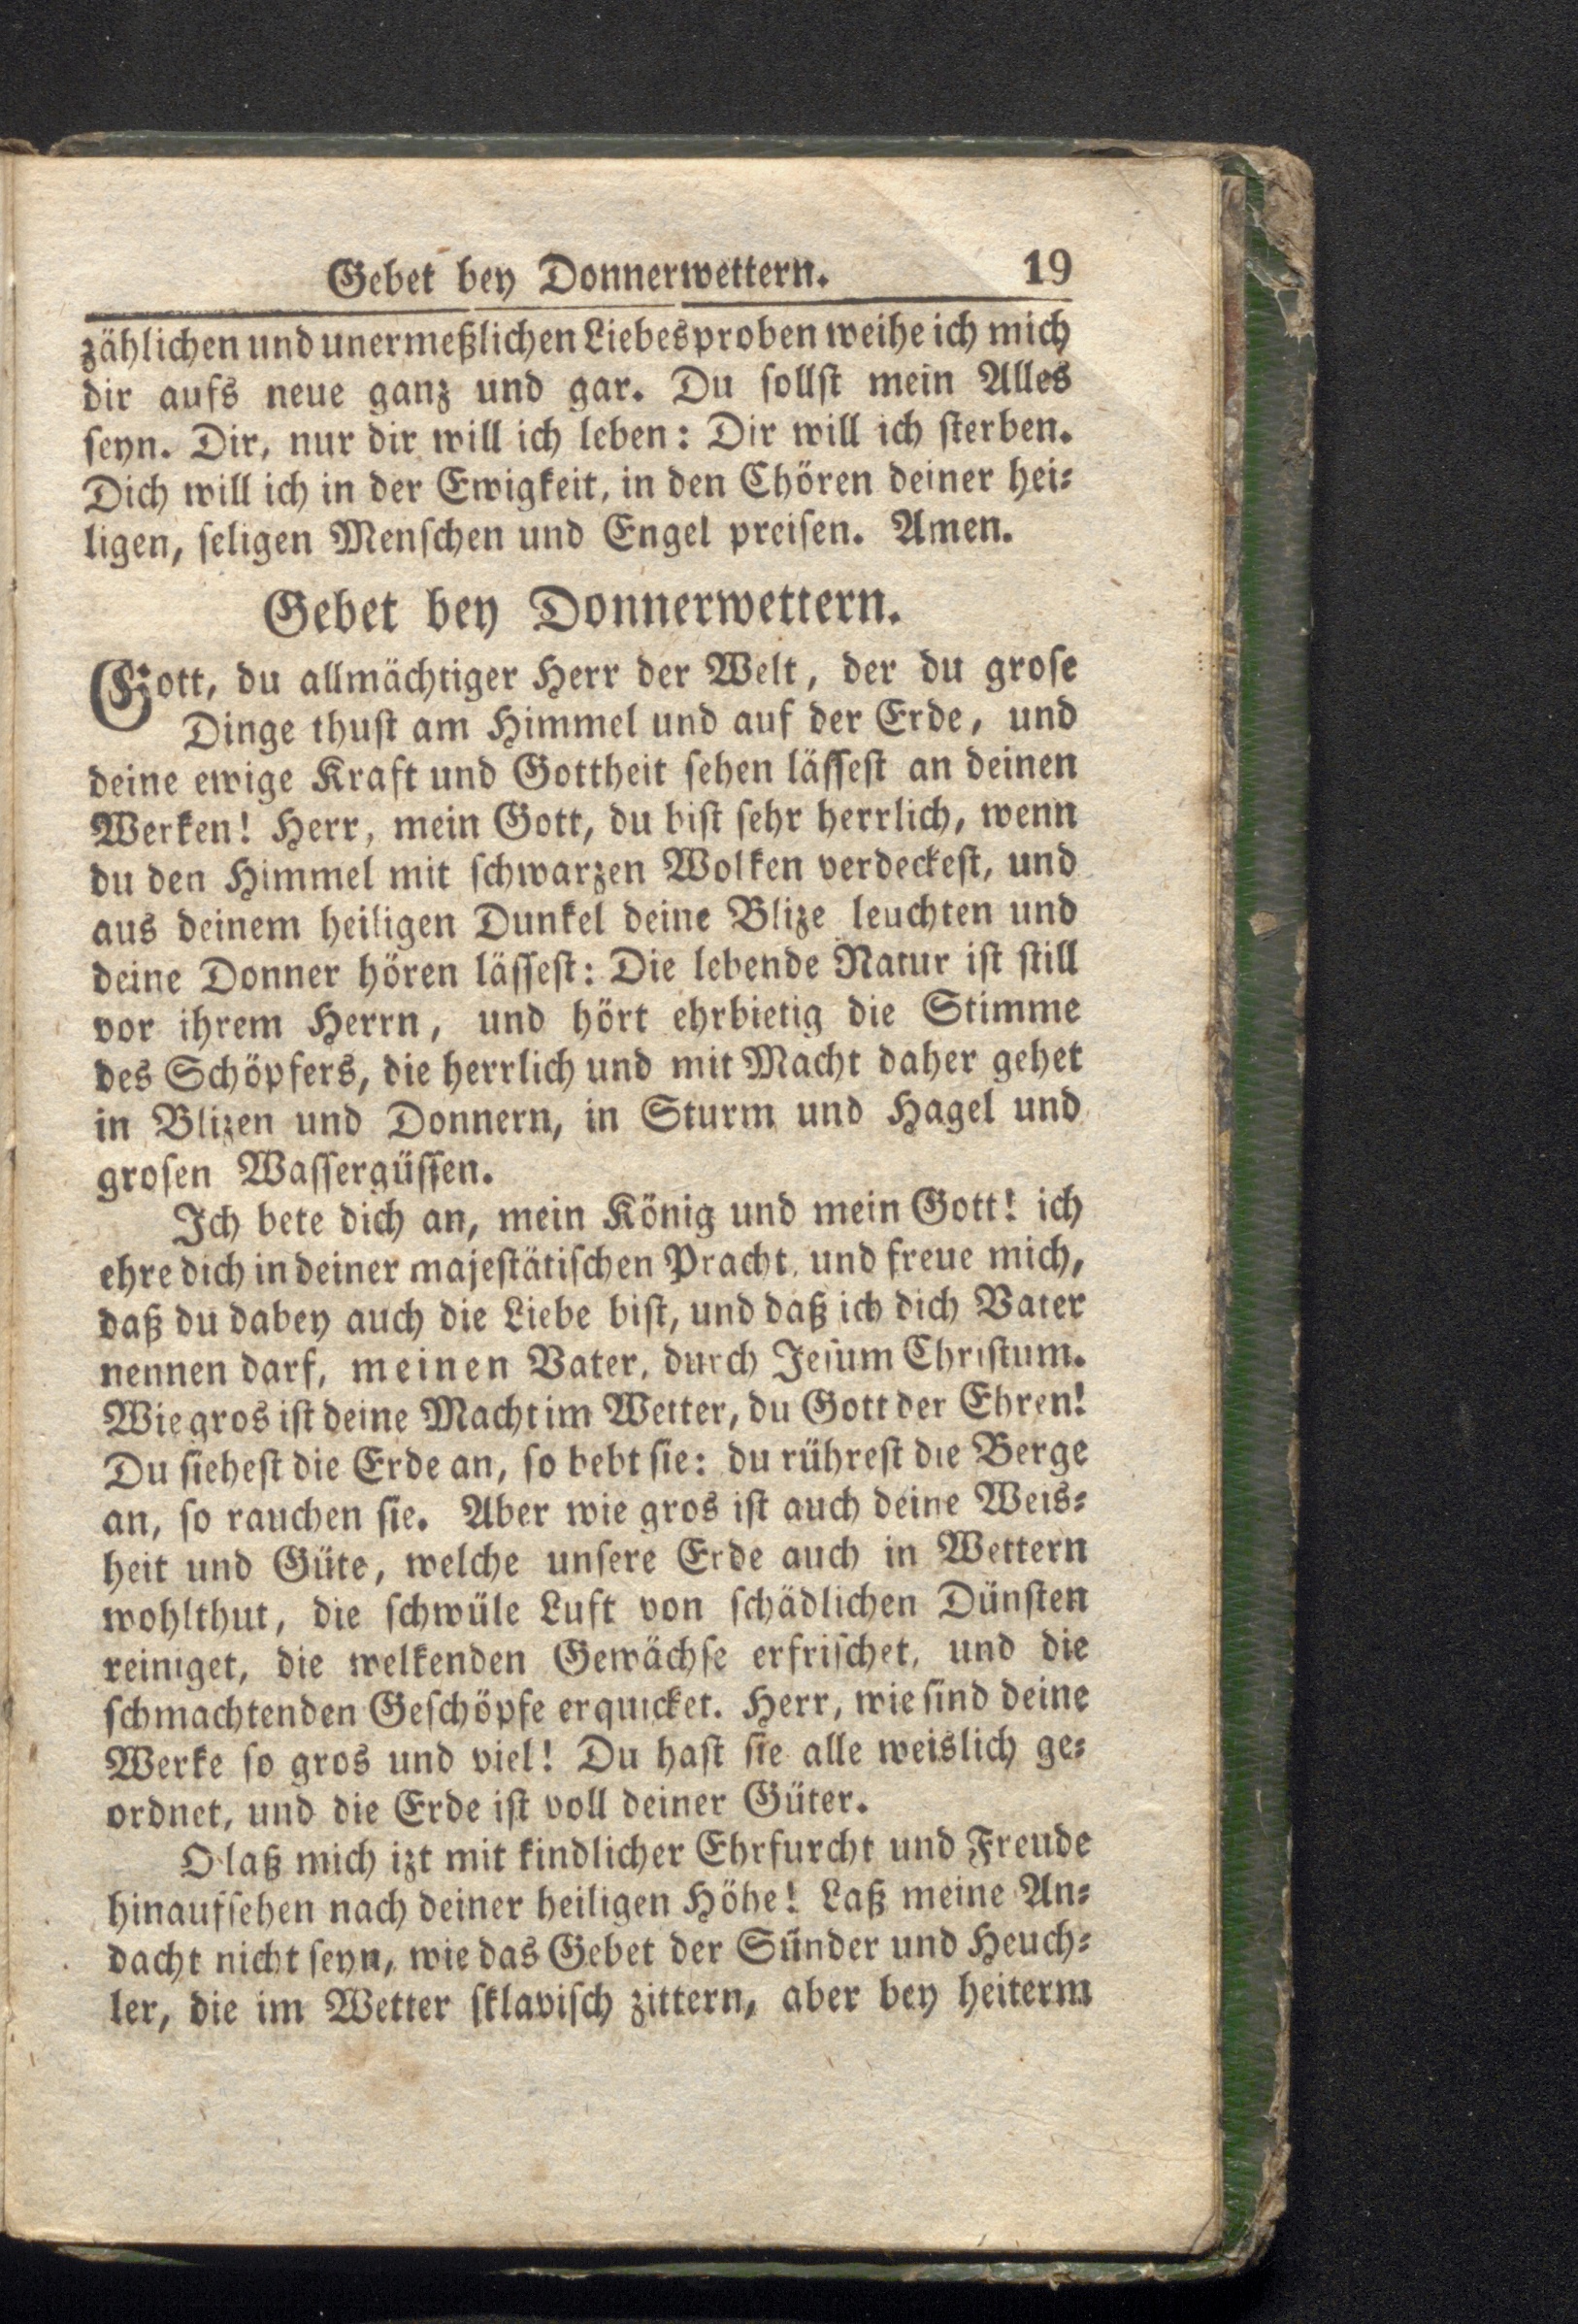 Gebet bey Donnerwettern. 19
zählichen und unermeßlichen Liebesproben weihe ich mich
dir aufs neue ganz und gar. Du ſollſt mein Alles
ſeyn. Dir, nur dir will ich leben: Dir will ich ſterben.
Dich will ich in der Ewigkeit, in den Chören deiner hei⸗
ligen, ſeligen Menſchen und Engel preiſen. Amen.
Gebet bey Donnerwettern.
Gott, du allmächtiger Herr der Welt, der du groſe
Dinge thuſt am Himmel und auf der Erde, und
deine ewige Kraft und Gottheit ſehen läſſeſt an deinen
Werken! Herr, mein Gott, du biſt ſehr herrlich, wenn
du den Himmel mit ſchwarzen Wolken verdeckeſt, und
aus deinem heiligen Dunkel deine Blize leuchten und
deine Donner hören läſſeſt: Die lebende Natur iſt ſtill
vor ihrem Herrn, und hört ehrbietig die Stimme
des Schöpfers, die herrlich und mit Macht daher gehet
in Blizen und Donnern, in Sturm und Hagel und
groſen Waſſergüſſen.
Ich bete dich an, mein König und mein Gott! ich
ehre dich in deiner majeſtätiſchen Pracht, und freue mich,
daß du dabey auch die Liebe biſt, und daß ich dich Vater
nennen darf, meinen Vater, durch Jeſum Chriſtum.
Wie gros iſt deine Macht im Wetter, du Gott der Ehren!
Du ſieheſt die Erde an, ſo bebt ſie: du rühreſt die Berge
an, ſo rauchen ſie. Aber wie gros iſt auch deine Weis⸗
heit und Güte, welche unſere Erde auch in Wettern
wohlthut, die ſchwüle Luft von ſchädlichen Dünſten
reiniget, die welkenden Gewächſe erfriſchet, und die
ſchmachtenden Geſchöpfe erquicket. Herr, wie ſind deine
Werke ſo gros und viel! Du haſt ſie alle weislich ge⸗
ordnet, und die Erde iſt voll deiner Güter.
O laß mich izt mit kindlicher Ehrfurcht und Freude
hinaufſehen nach deiner heiligen Höhe! Laß meine An⸗
dacht nicht ſeyn, wie das Gebet der Sünder und Heuch⸗
ler, die im Wetter ſklaviſch zittern, aber bey heiterm